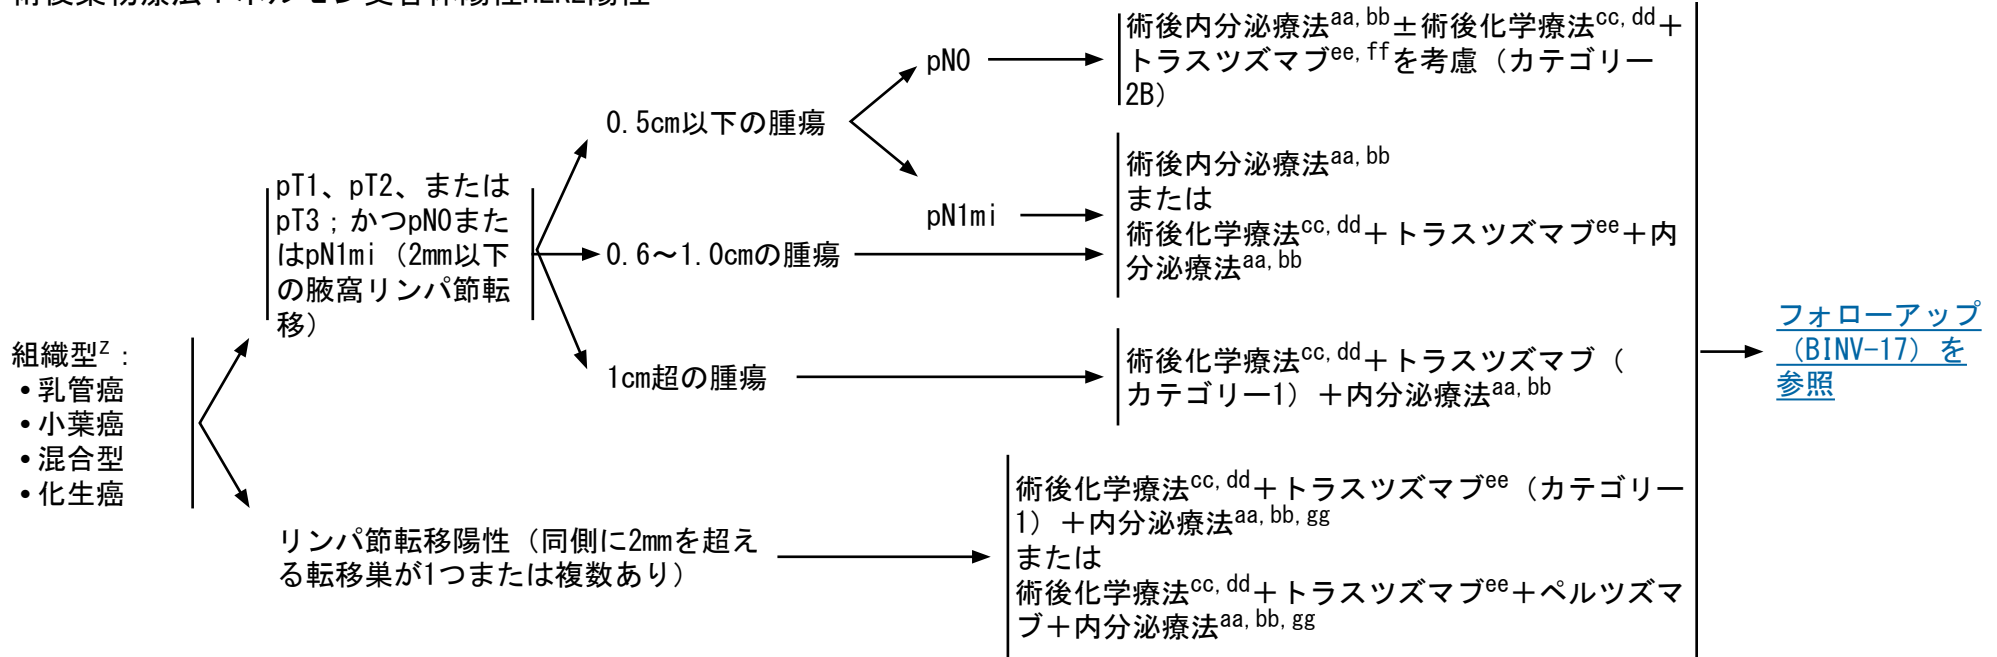 組織型z：
•乳管癌
•小葉癌
•混合型
•化生癌
pT1、pT2、または
pT3；かつpN0また
はpN1mi（2mm以下
の腋窩リンパ節転
移）
0.5cm以下の腫瘍
pN0
術後内分泌療法aa, bb±術後化学療法cc, dd＋
トラスツズマブee, ffを考慮（カテゴリー
2B）
pN1mi
術後内分泌療法aa, bb
または
術後化学療法cc, dd＋トラスツズマブee＋内
分泌療法aa, bb
0.6～1.0cmの腫瘍
1cm超の腫瘍
術後化学療法cc, dd＋トラスツズマブ（
カテゴリー1）＋内分泌療法aa, bb
リンパ節転移陽性（同側に2mmを超え
る転移巣が1つまたは複数あり）
術後化学療法cc, dd＋トラスツズマブee（カテゴリー
1）＋内分泌療法aa, bb, gg
または
術後化学療法cc, dd＋トラスツズマブee＋ペルツズマ
ブ＋内分泌療法aa, bb, gg
フォローアップ
（BINV-17）を
参照